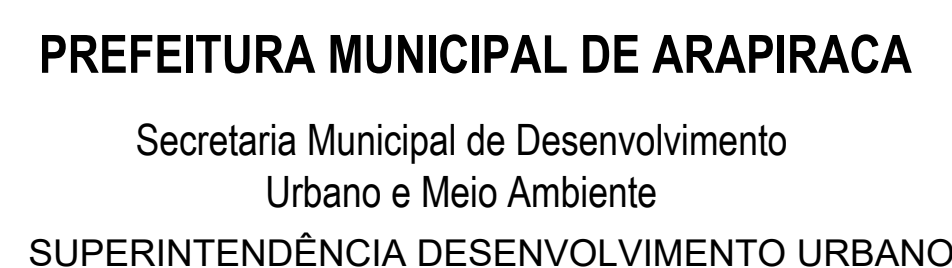 PREFEITURA MUNICIPAL DE ARAPIRACA
Secretaria Municipal de Desenvolvimento
Urbano e Meio Ambiente
SUPERINTENDÊNCIA DESENVOLVIMENTO URBANO